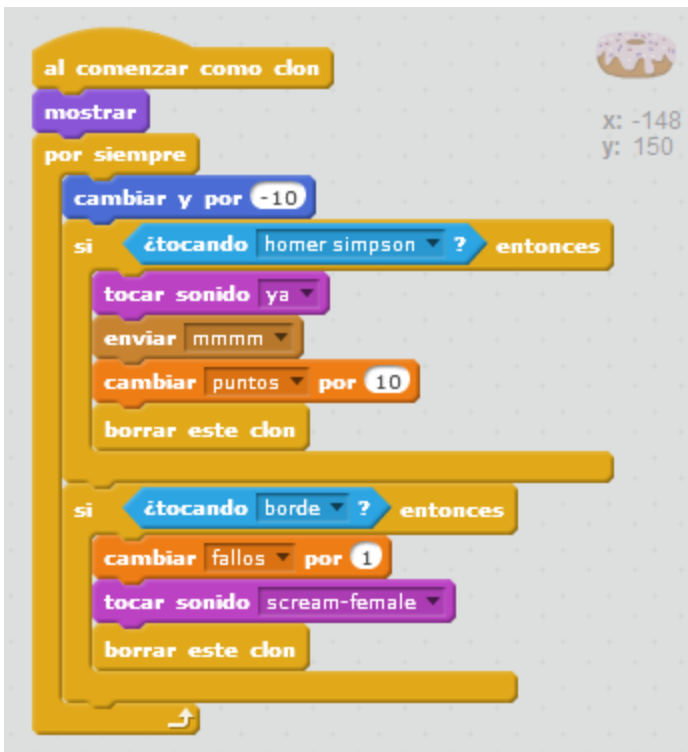 al comenzar como clon
mostrar
por siempre
cambiar y por -10
si ¿tocando homer simpson ? entonces
tocar sonido ya
enviar mmmm
cambiar puntos por 10
borrar este clon
si ¿tocando borde ? entonces
cambiar fallos por 1
tocar sonido scream-female
borrar este clon
x: -148
y: 150